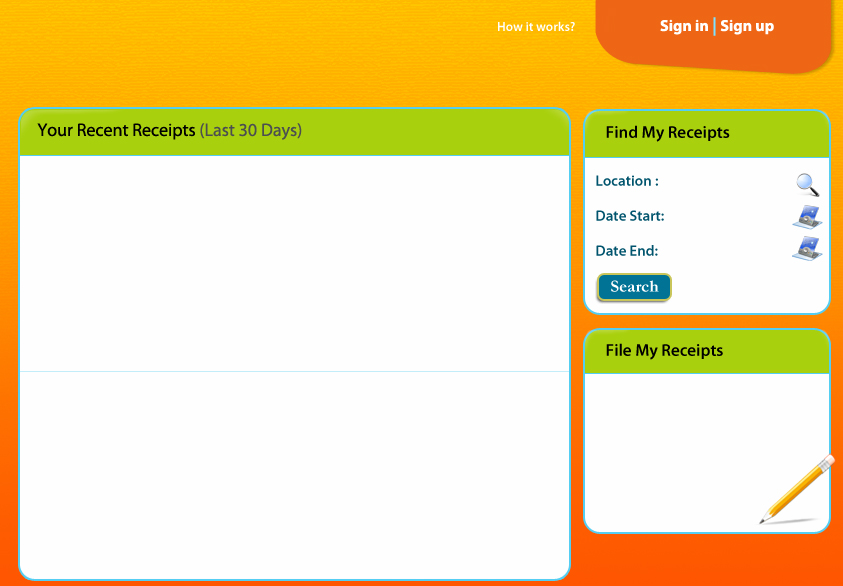 How it works?
Sign in | Sign up
Your Recent Receipts (Last 30 Days)
Find My Receipts
Location :
Date Start:
Date End:
Search
File My Receipts